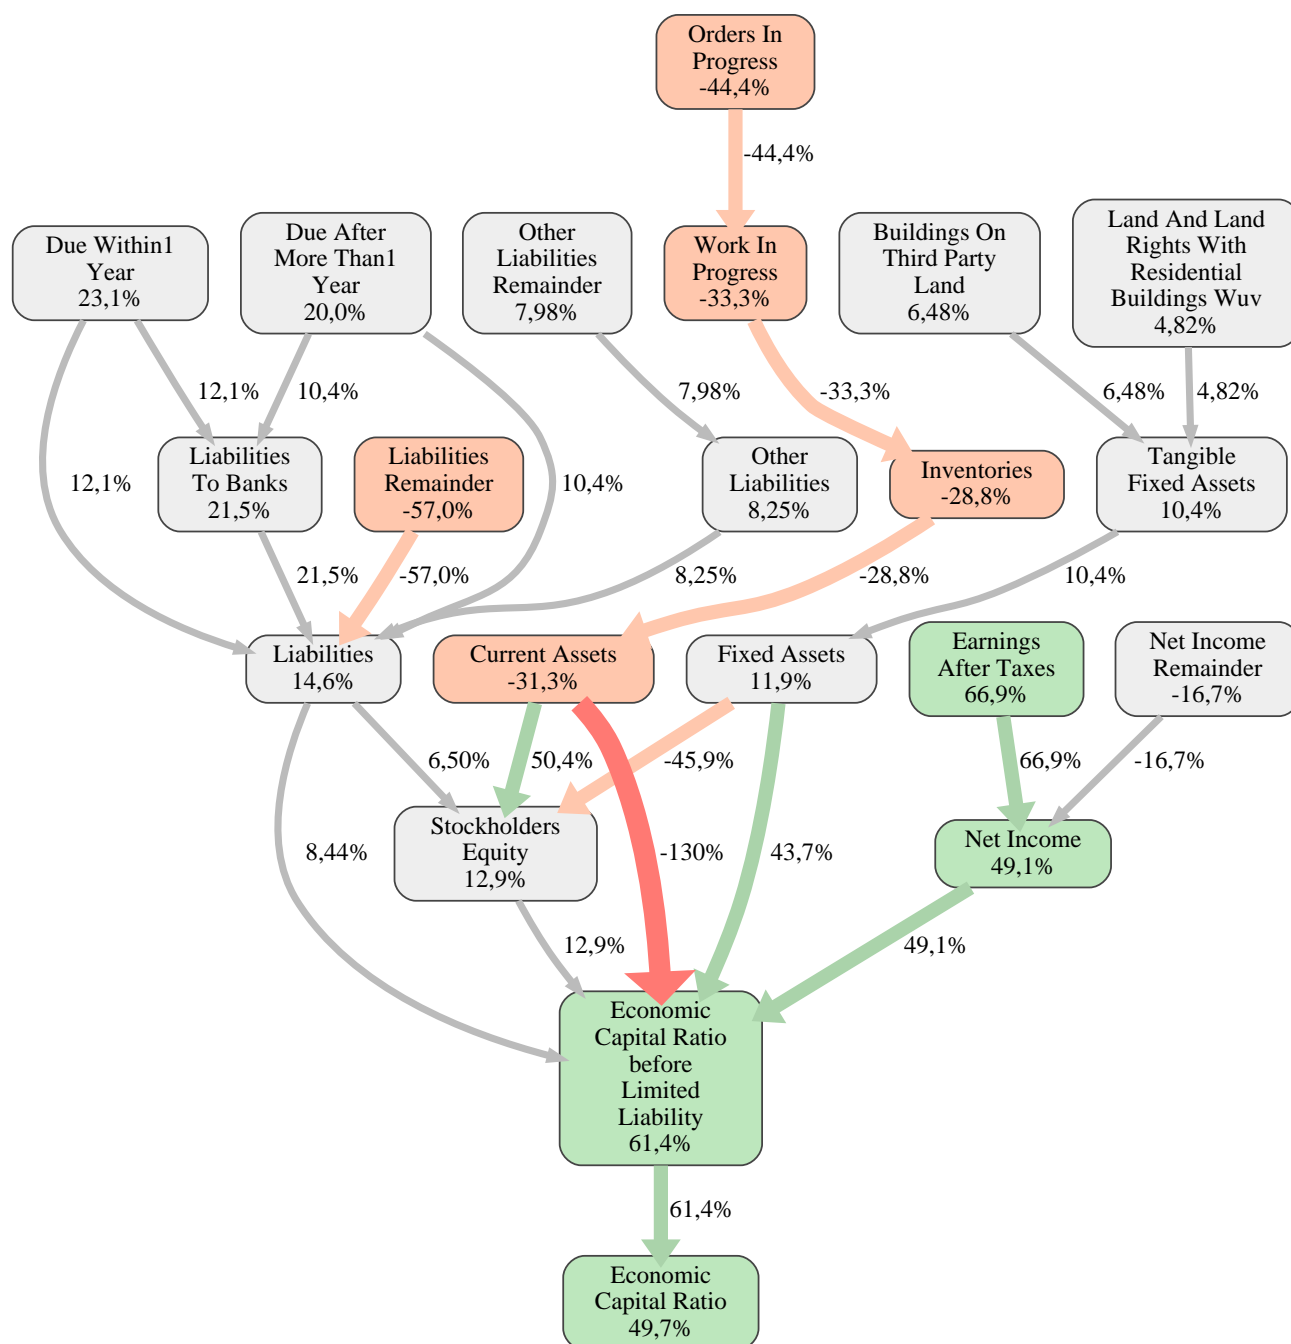 Orders In
Progress
-44,4%
-44,4%
Due Within1
Year
23,1%
Due After
More Than1
Year
20,0%
Other
Liabilities
Remainder
7,98%
Work In
Progress
-33,3%
Buildings On
Third Party
Land
6,48%
Land And Land
Rights With
Residential
Buildings Wuv
4,82%
12,1%
10,4%
7,98%
-33,3%
6,48%
4,82%
12,1%
Liabilities
To Banks
21,5%
Liabilities
Remainder
-57,0%
10,4%
Other
Liabilities
8,25%
Inventories
-28,8%
Tangible
Fixed Assets
10,4%
21,5%
-57,0%
8,25%
-28,8%
10,4%
Liabilities
14,6%
Current Assets
-31,3%
Fixed Assets
11,9%
Earnings
After Taxes
66,9%
Net Income
Remainder
-16,7%
6,50%
50,4%
-45,9%
66,9%
-16,7%
8,44%
Stockholders
Equity
12,9%
-130%
43,7%
Net Income
49,1%
12,9%
49,1%
Economic
Capital Ratio
before
Limited
Liability
61,4%
61,4%
Economic
Capital Ratio
49,7%